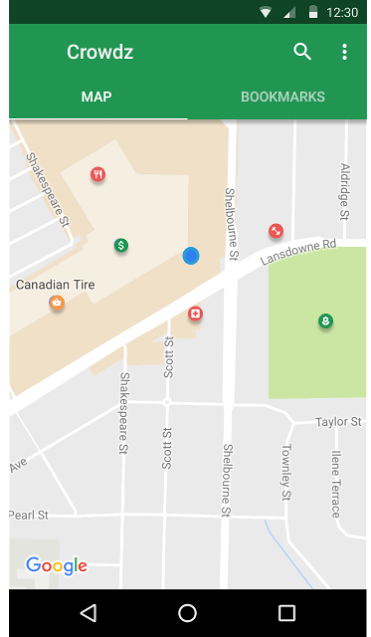 12:30
Crowdz
MAP
BOOKMARKS
Shakespeare St
Aldridge St
Shelbourne St
$
Lansdowne Rd
Canadian Tire
Scott St
Shakespeare St
Taylor St
Scott St
Shelbourne St
Townley St
Ilene Terrace
Ave
Pearl St
Google